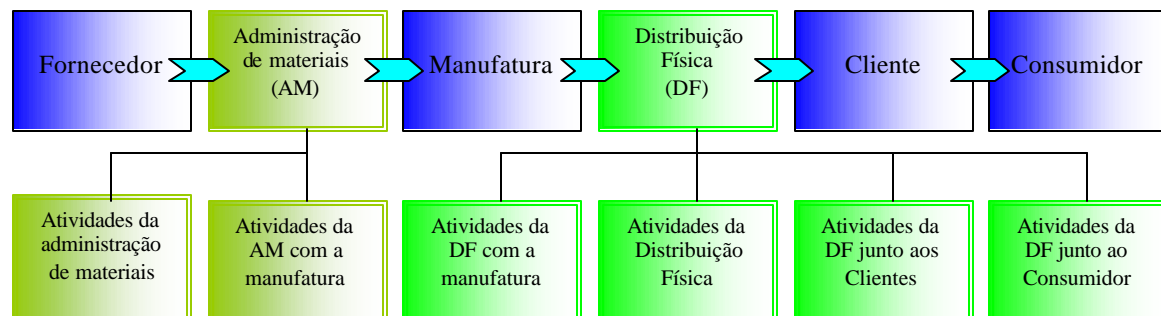 Fornecedor
Administração
de materiais
(AM)
Manufatura
Distribuição
Física
(DF)
Cliente
Consumidor
Atividades da
administração
de materiais
Atividades da
AM com a
manufatura
Atividades da
DF com a
manufatura
Atividades da
Distribuição
Física
Atividades da
DF junto aos
Clientes
Atividades da
DF junto ao
Consumidor